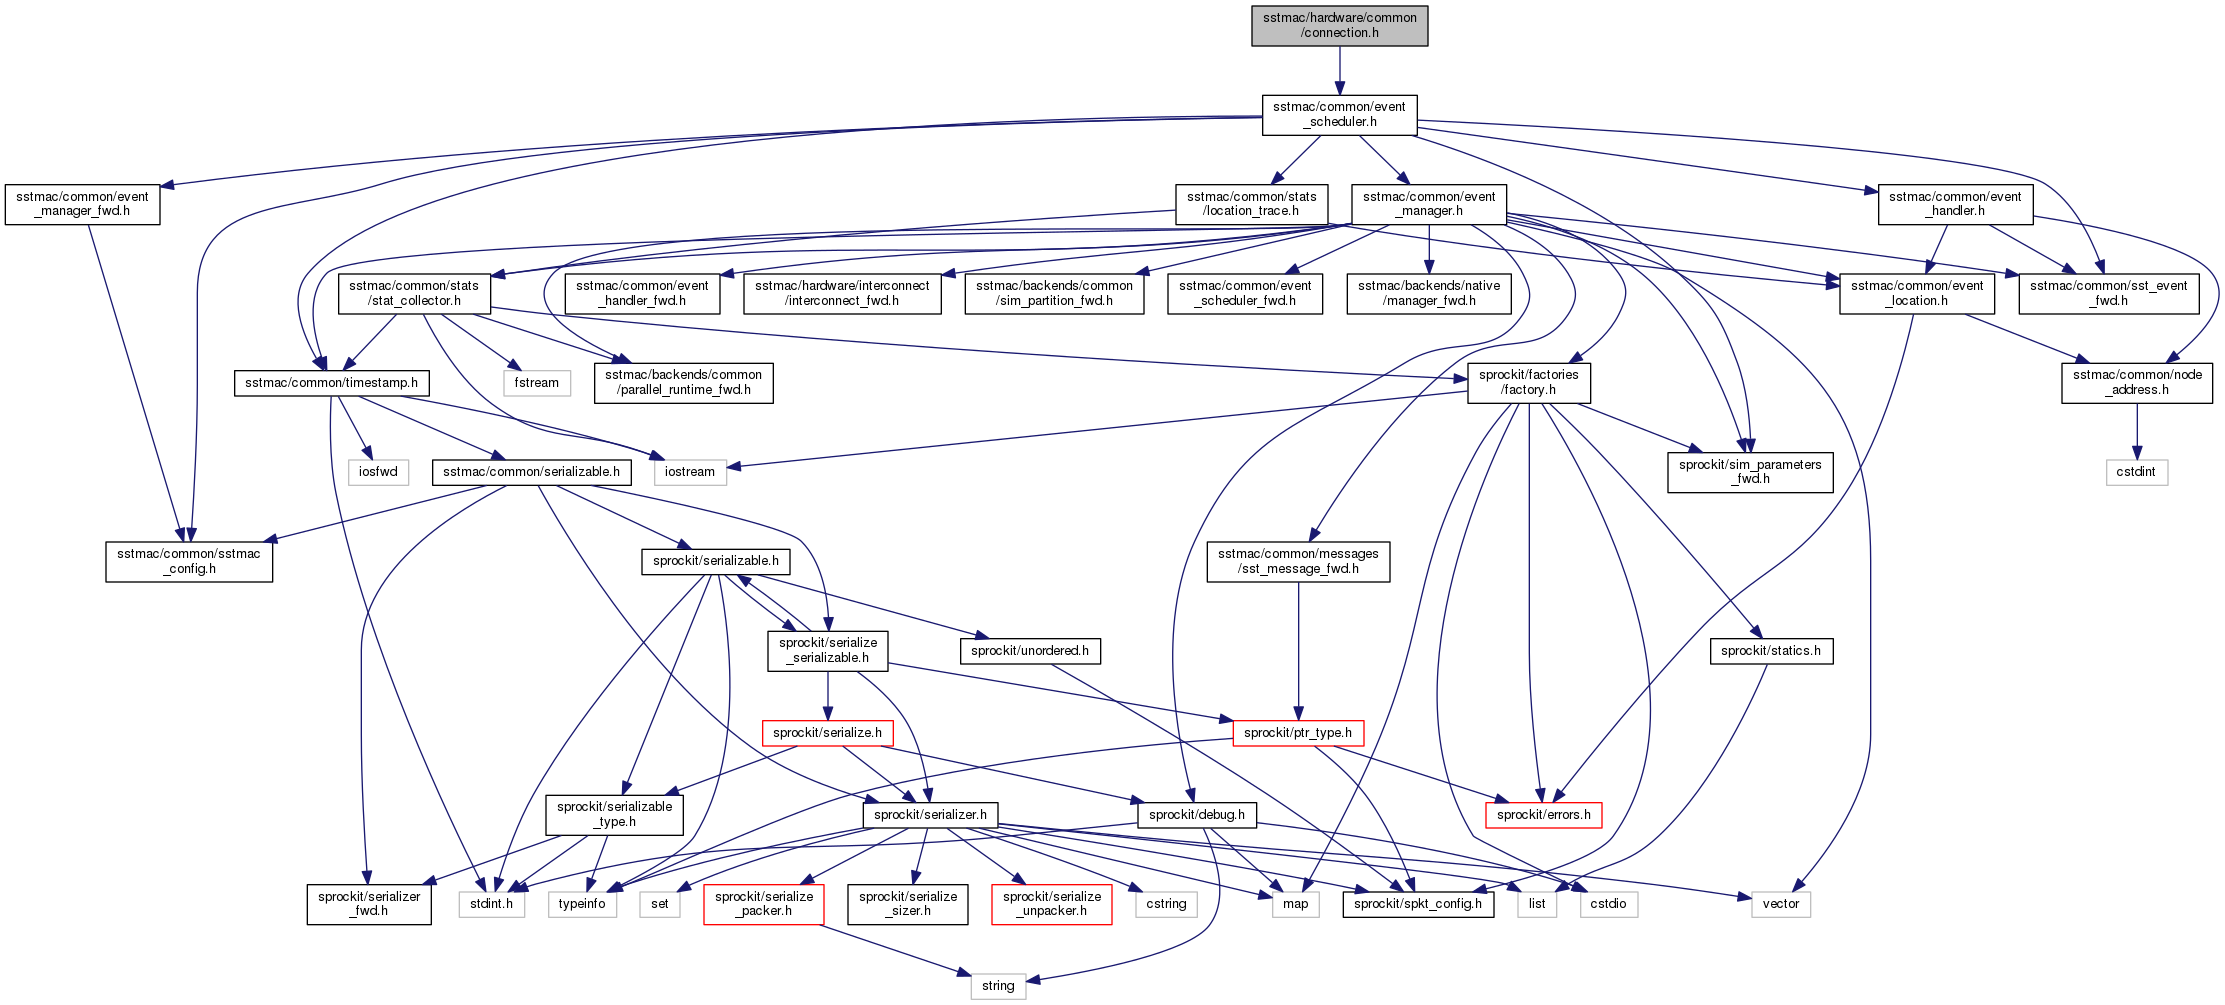 sstmac/hardware/common
/connection.h
sstmac/common/event
_scheduler.h
sstmac/common/event
_manager_fwd.h
sstmac/common/stats
/location_trace.h
sstmac/common/event
_manager.h
sstmac/common/event
_handler.h
sstmac/common/stats
/stat_collector.h
sstmac/common/event
_handler_fwd.h
sstmac/hardware/interconnect
/interconnect_fwd.h
sstmac/backends/common
/sim_partition_fwd.h
sstmac/common/event
_scheduler_fwd.h
sstmac/backends/native
/manager_fwd.h
sstmac/common/event
_location.h
sstmac/common/sst_event
_fwd.h
sstmac/common/timestamp.h
fstream
sstmac/backends/common
/parallel_runtime_fwd.h
sprockit/factories
/factory.h
sstmac/common/node
_address.h
iosfwd
sstmac/common/serializable.h
iostream
sprockit/sim_parameters
_fwd.h
cstdint
sstmac/common/sstmac
_config.h
sprockit/serializable.h
sstmac/common/messages
/sst_message_fwd.h
sprockit/serialize
_serializable.h
sprockit/unordered.h
sprockit/statics.h
sprockit/serialize.h
sprockit/ptr_type.h
sprockit/serializable
_type.h
sprockit/serializer.h
sprockit/debug.h
sprockit/errors.h
sprockit/serializer
_fwd.h
stdint.h
typeinfo
set
sprockit/serialize
_packer.h
sprockit/serialize
_sizer.h
sprockit/serialize
_unpacker.h
cstring
map
sprockit/spkt_config.h
list
cstdio
vector
string